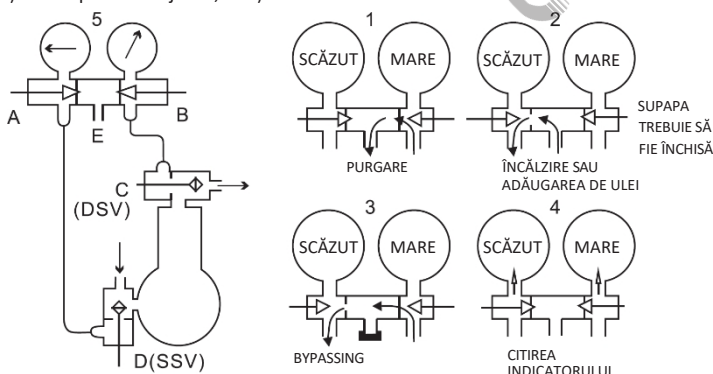 5
A
B
E
C
(DSV)
D(SSV)
1
SCĂZUT
MARE
PURGARE
2
SCĂZUT
MARE
SUPAPA
TREBUIE SĂ
FIE ÎNCHISĂ
ÎNCĂLZIRE SAU
ADĂUGAREA DE ULEI
3
SCĂZUT
MARE
BYPASSING
4
SCĂZUT
MARE
CITIREA
INDICATORULUI